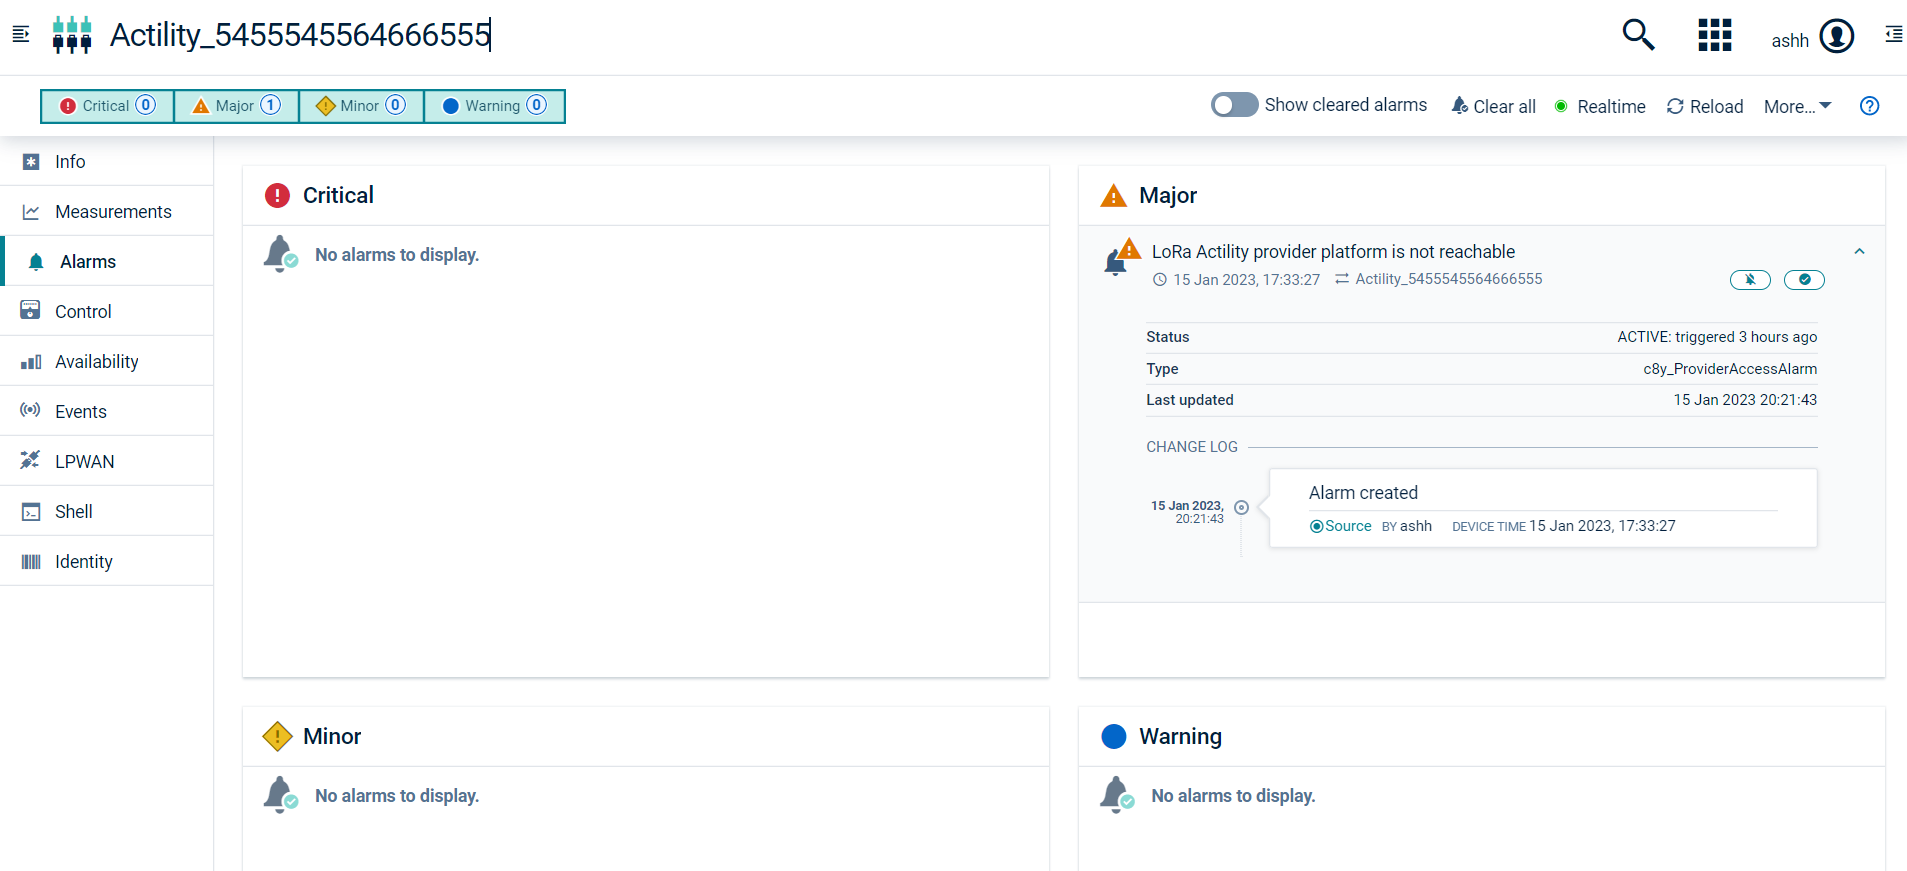 Actility_5455545564666555
ashh
Critical 0
Major 1
Minor 0
Warning 0
Show cleared alarms
Clear all
Realtime
Reload
More...
Info
Measurements
Alarms
Control
Availability
Events
LPWAN
Shell
Identity
Critical
No alarms to display.
Major
LoRa Actility provider platform is not reachable
15 Jan 2023, 17:33:27 Actility_5455545564666555
Status ACTIVE: triggered 3 hours ago
Type c8y_ProviderAccessAlarm
Last updated 15 Jan 2023 20:21:43
CHANGE LOG
15 Jan 2023,
20:21:43
Alarm created
Source BY ashh DEVICE TIME 15 Jan 2023, 17:33:27
Minor
No alarms to display.
Warning
No alarms to display.